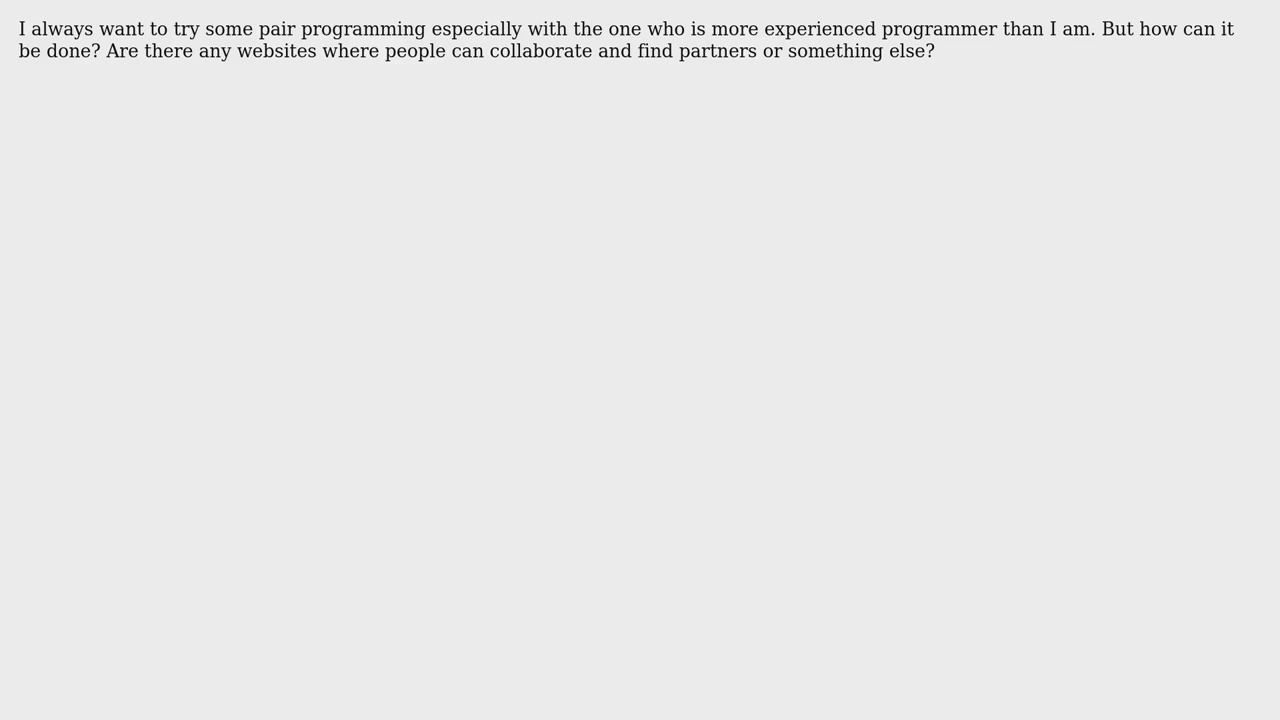 I always want to try some pair programming especially with the one who is more experienced programmer than I am. But how can it
be done? Are there any websites where people can collaborate and find partners or something else?